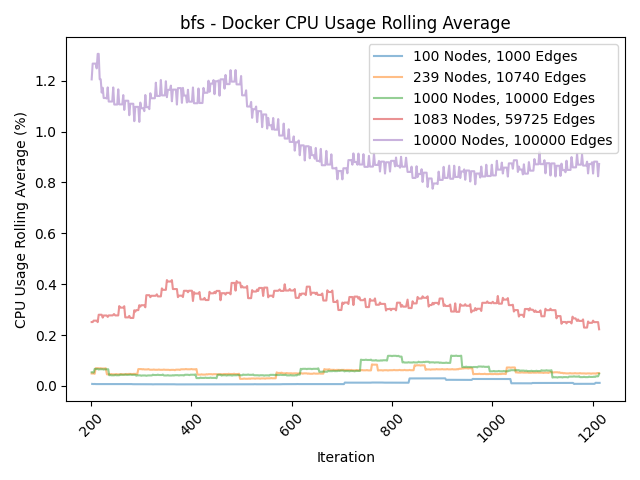 bfs - Docker CPU Usage Rolling Average
100 Nodes, 1000 Edges
239 Nodes, 10740 Edges
1000 Nodes, 10000 Edges
1083 Nodes, 59725 Edges
10000 Nodes, 100000 Edges
CPU Usage Rolling Average (%)
1.2
1.0
0.8
0.6
0.4
0.2
0.0
200
400
600
800
1000
1200
Iteration